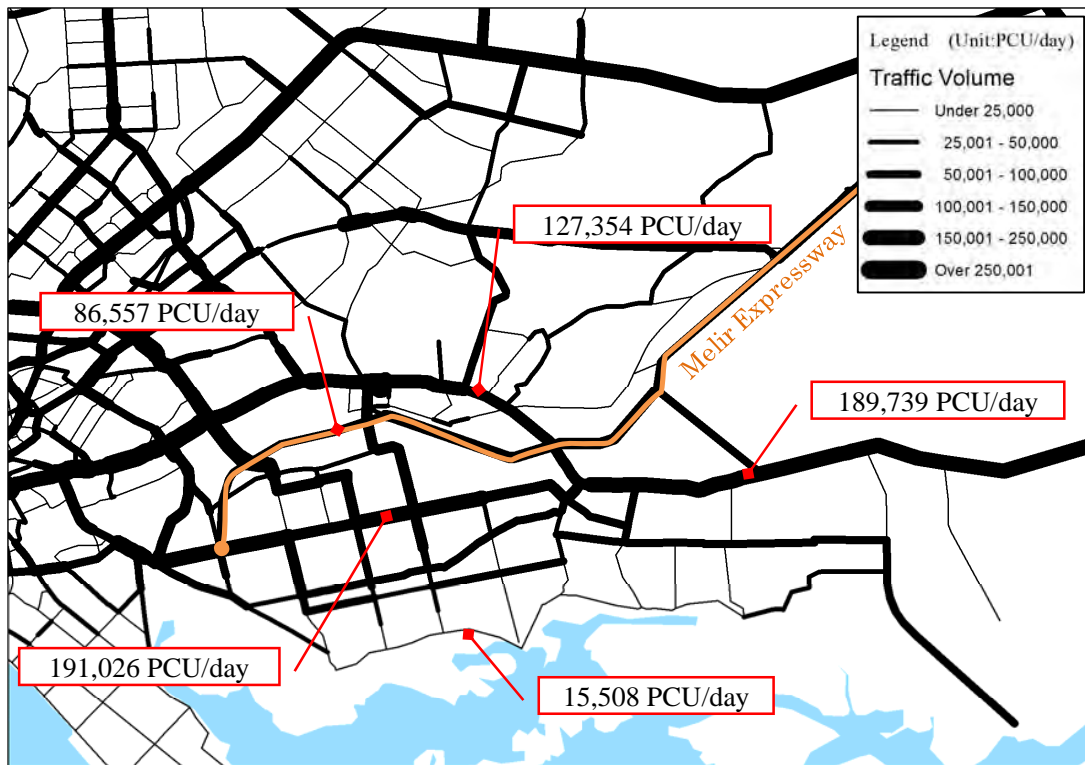 Legend (Unit:PCU/day)
Traffic Volume
Under 25,000
25,001 - 50,000
50,001 - 100,000
100,001 - 150,000
150,001 - 250,000
Over 250,001
127,354 PCU/day
86,557 PCU/day
Melir Expressway
189,739 PCU/day
191,026 PCU/day
15,508 PCU/day